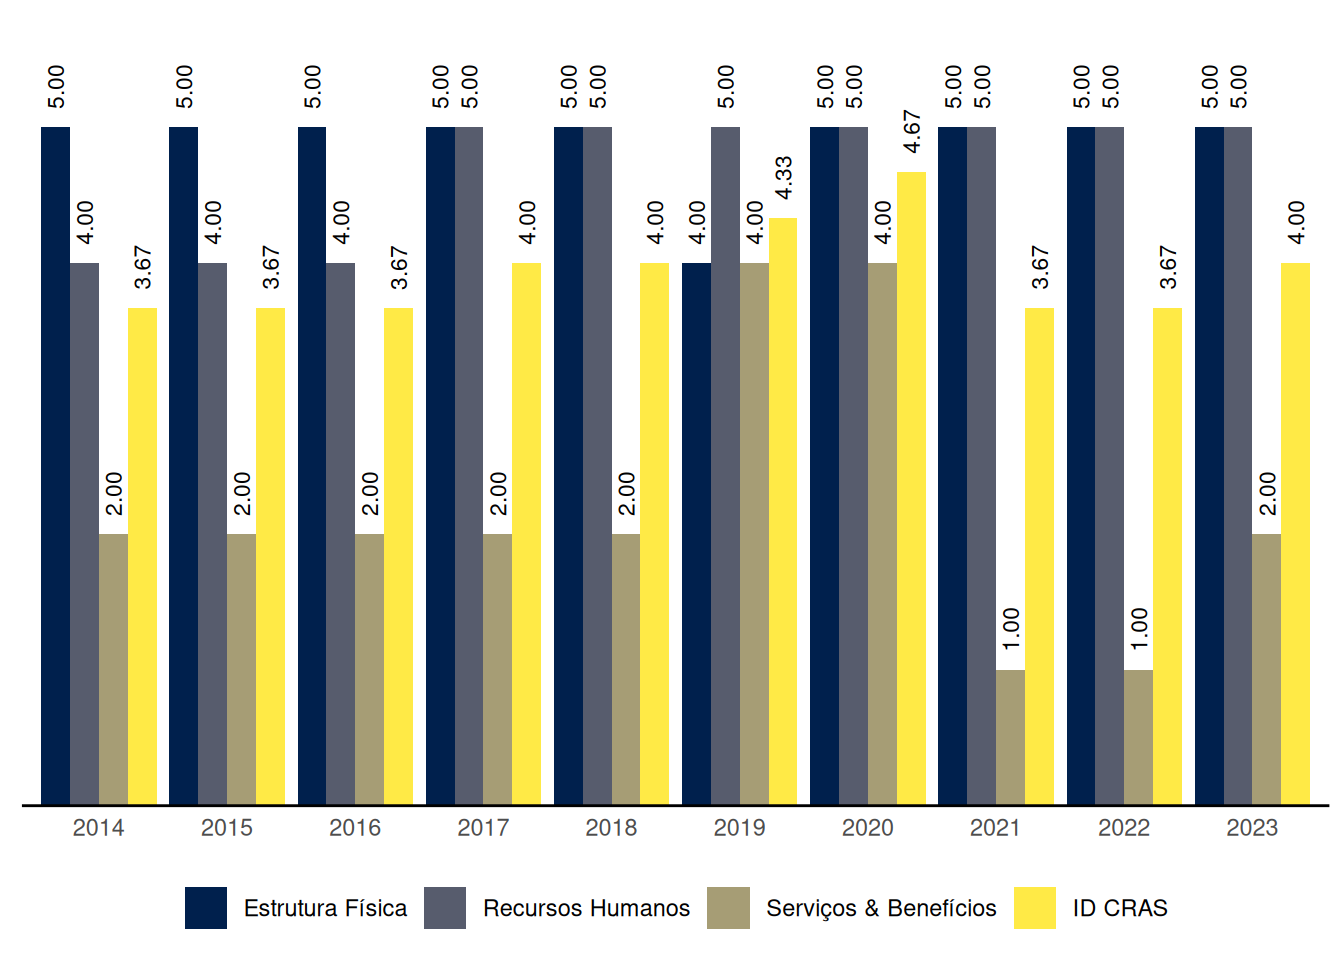 5.00 4.00 2.00 3.67 5.00 4.00 2.00 3.67 5.00 4.00 2.00 3.67 5.00 5.00 2.00 4.00 5.00 5.00 2.00 4.00 4.00 5.00 4.00 4.33 5.00 5.00 4.00 4.67 5.00 5.00 1.00 3.67 5.00 5.00 1.00 3.67 5.00 5.00 2.00 4.00
2014 2015 2016 2017 2018 2019 2020 2021 2022 2023
Estrutura Física Recursos Humanos Serviços & Benefícios ID CRAS